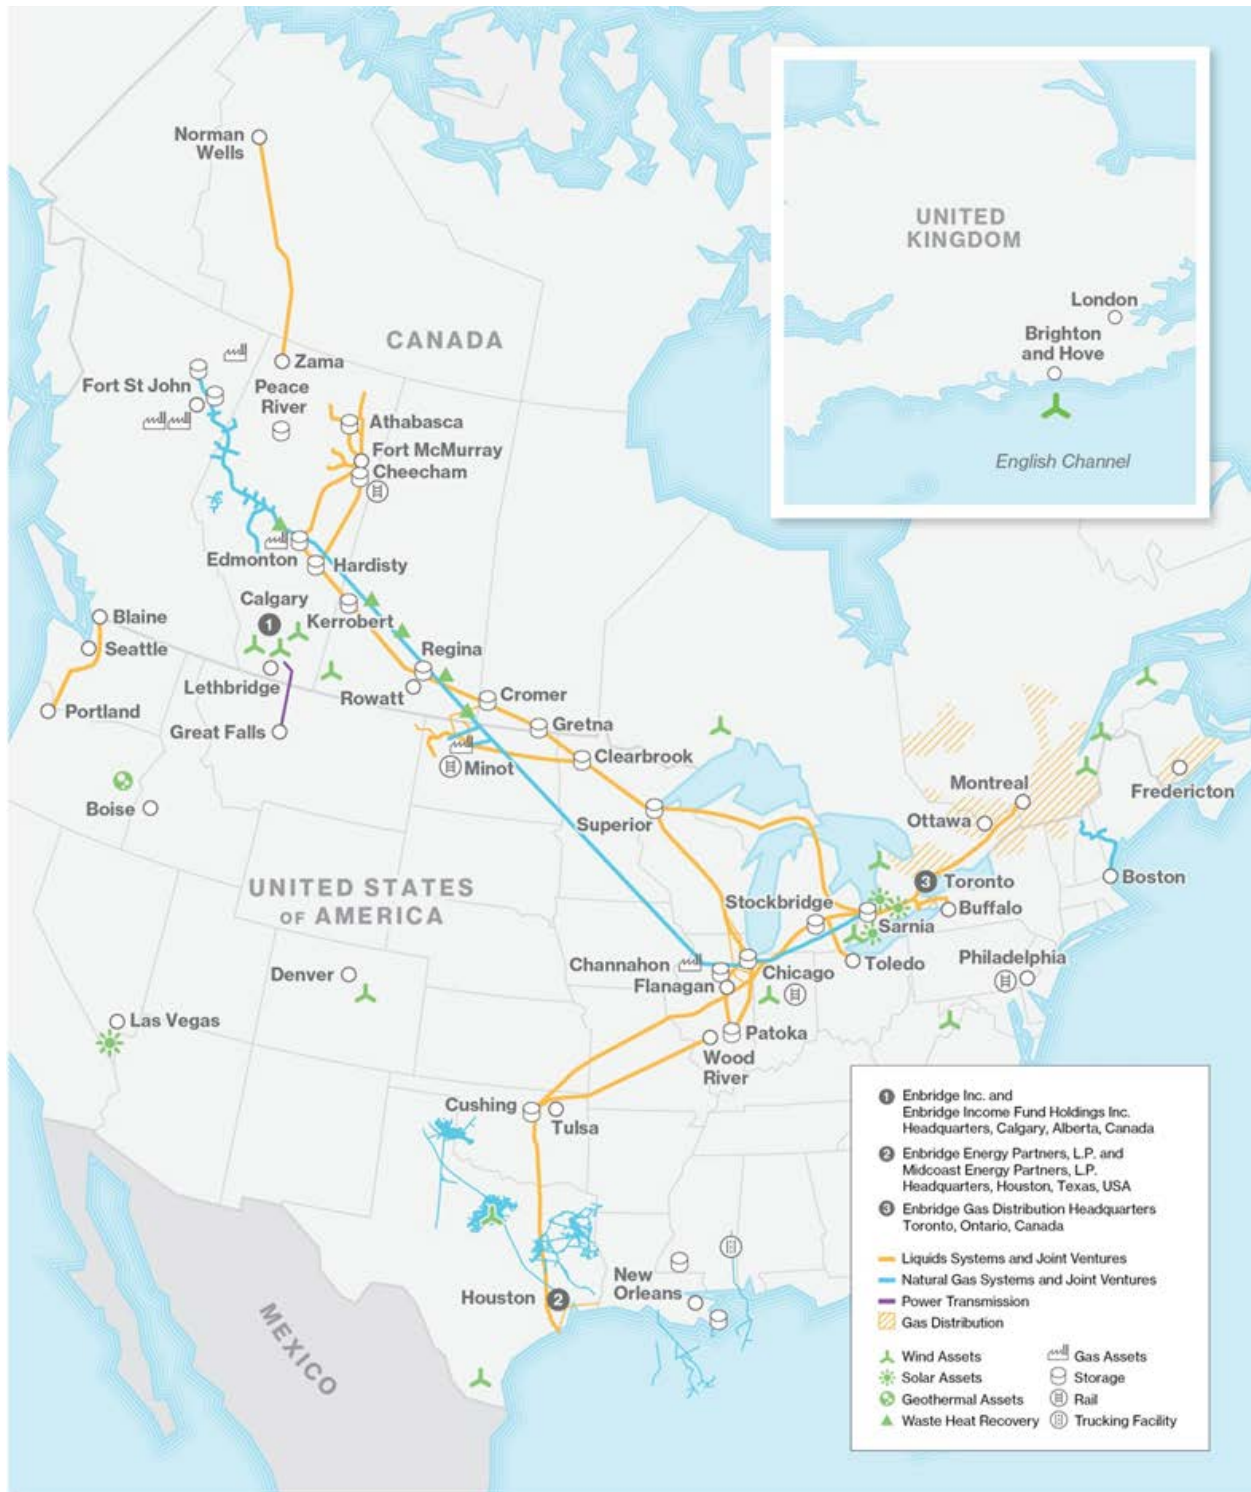 Norman
Wells
CANADA
Zama
Fort St John
Peace
River
Athabasca
Fort McMurray
Cheecham
Edmonton
Hardisty
Calgary
1
Kerrobert
Blaine
Seattle
Regina
Lethbridge
Rowatt
Cromer
Portland
Great Falls
Gretna
Clearbrook
Minot
Boise
Superior
Montreal
Ottawa
Fredericton
UNITED STATES
OF AMERICA
3
Toronto
Boston
Stockbridge
Buffalo
Sarnia
Denver
Channahon
Flanagan
Chicago
Toledo
Philadelphia
Las Vegas
Patoka
Wood
River
Cushing
Tulsa
Houston
2
New
Orleans
MEXICO
UNITED
KINGDOM
London
Brighton
and Hove
English Channel
1 Enbridge Inc. and
Enbridge Income Fund Holdings Inc.
Headquarters, Calgary, Alberta, Canada
2 Enbridge Energy Partners, L.P. and
Midcoast Energy Partners, L.P.
Headquarters, Houston, Texas, USA
3 Enbridge Gas Distribution Headquarters
Toronto, Ontario, Canada
Liquids Systems and Joint Ventures
Natural Gas Systems and Joint Ventures
Power Transmission
Gas Distribution
Wind Assets
Gas Assets
Solar Assets
Storage
Geothermal Assets
Rail
Waste Heat Recovery
Trucking Facility